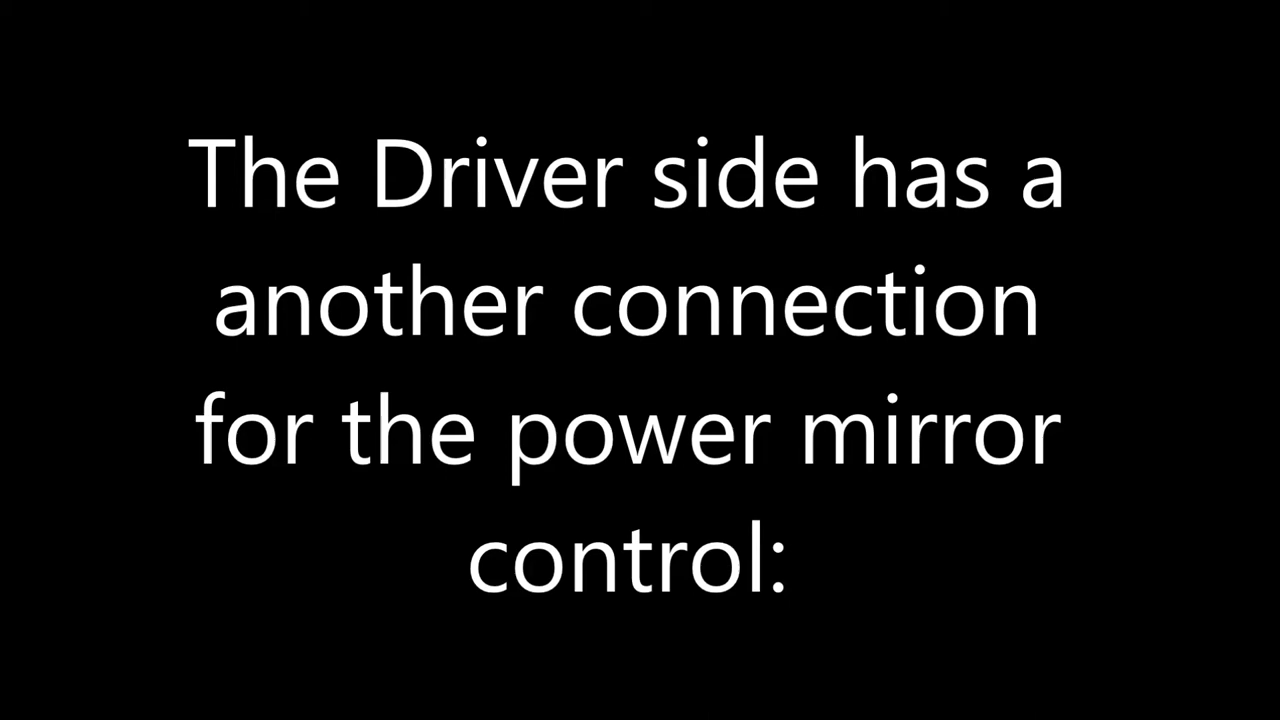 The Driver side has a
another connection
for the power mirror
control: